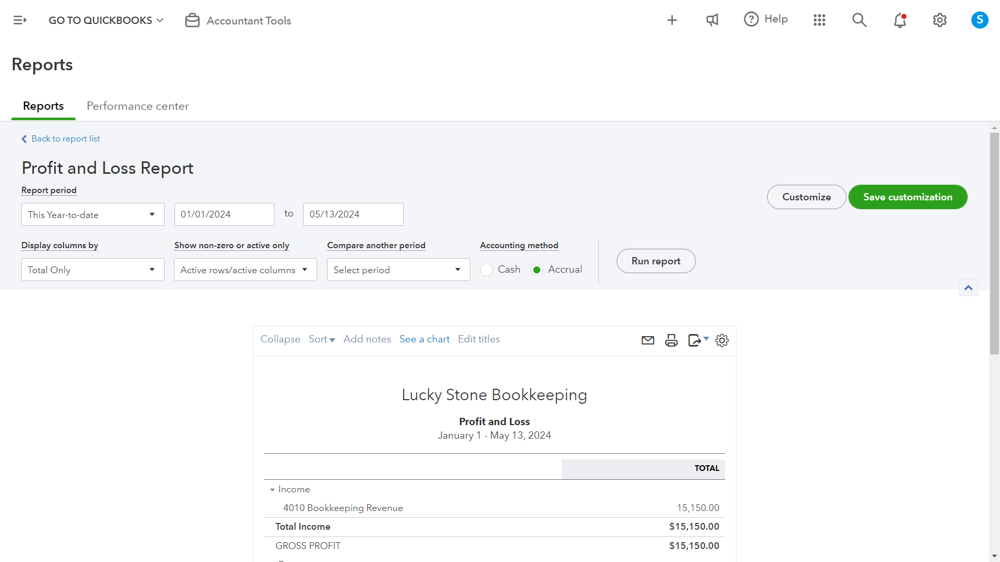 GO TO QUICKBOOKS
Accountant Tools
Help
S
Reports
Reports
Performance center
Back to report list
Profit and Loss Report
Report period
This Year-to-date
01/01/2024
to
05/13/2024
Customize
Save customization
Display columns by
Show non-zero or active only
Compare another period
Accounting method
Total Only
Active rows/active columns
Select period
Cash
Accrual
Run report
Collapse
Sort
Add notes
See a chart
Edit titles
Lucky Stone Bookkeeping
Profit and Loss
January 1 - May 13, 2024
TOTAL
Income
4010 Bookkeeping Revenue 15,150.00
Total Income $15,150.00
GROSS PROFIT $15,150.00